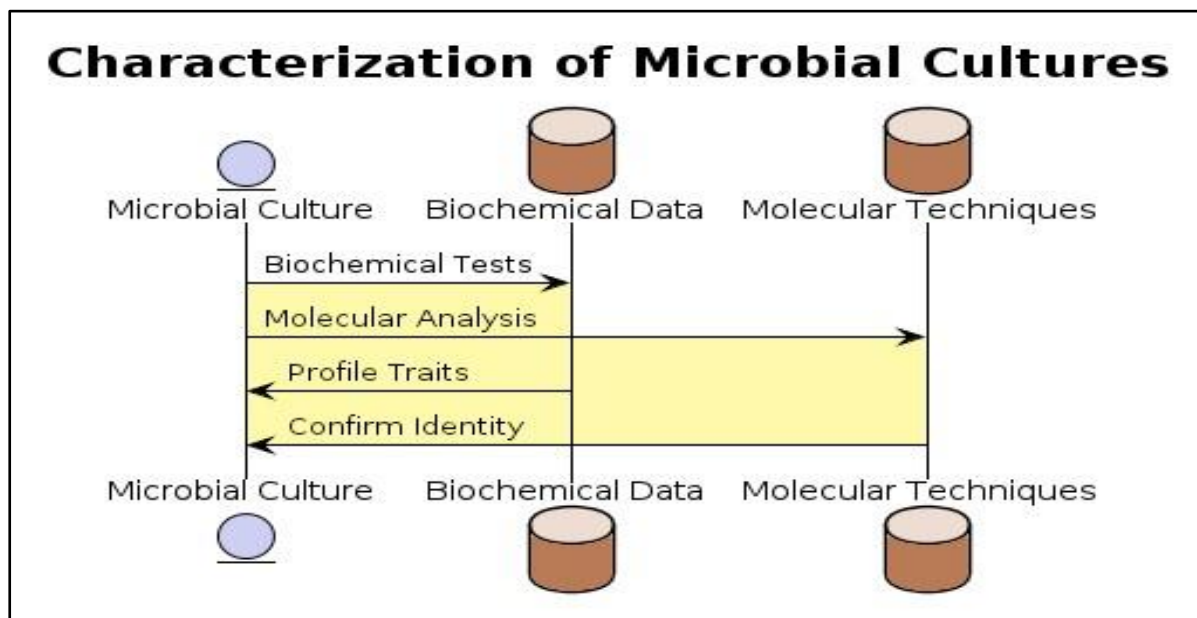 Characterization of Microbial Cultures
Microbial Culture Biochemical Data Molecular Techniques
Biochemical Tests
Molecular Analysis
Profile Traits
Confirm Identity
Microbial Culture Biochemical Data Molecular Techniques